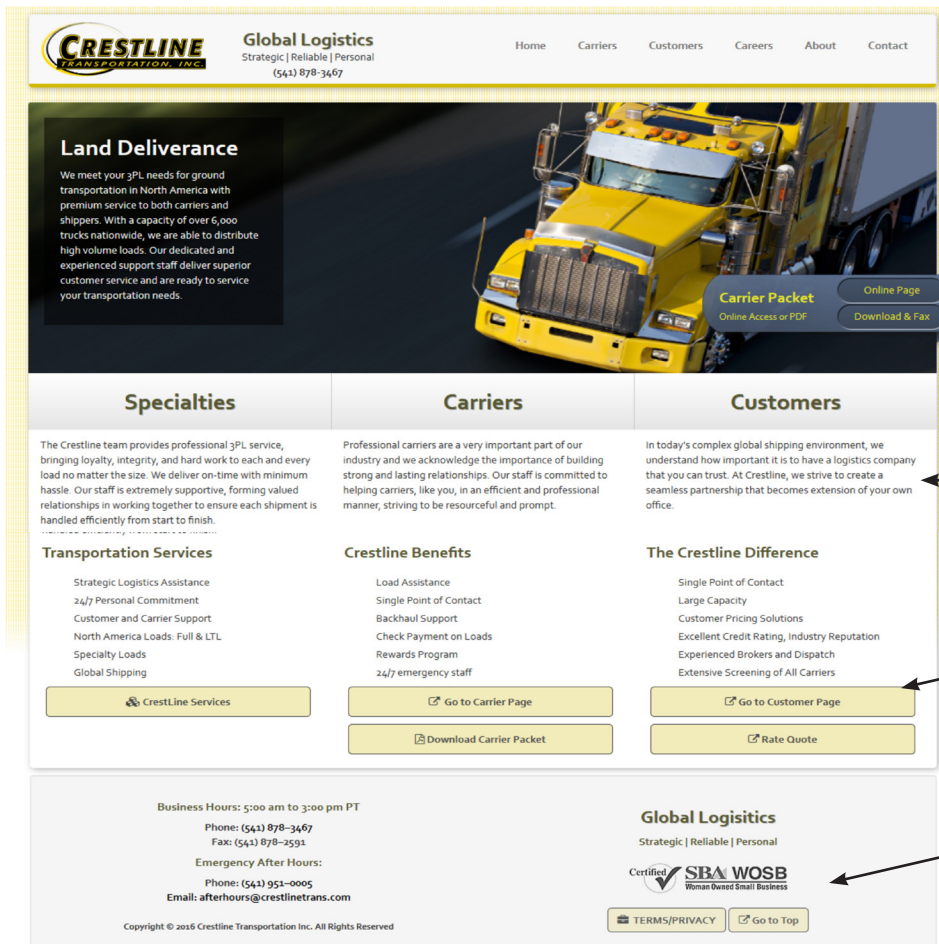 CRESTLINE
TRANSPORTATION, INC.
Global Logistics
Strategic | Reliable | Personal
(541) 878-3467
Home Carriers Customers Careers About Contact
Land Deliverance
We meet your 3PL needs for ground
transportation in North America with
premium service to both carriers and
shippers. With a capacity of over 6,000
trucks nationwide, we are able to distribute
high volume loads. Our dedicated and
experienced support staff deliver superior
customer service and are ready to service
your transportation needs.
Carrier Packet
Online Access or PDF
Online Page
Download & Fax
Specialties
The Crestline team provides professional 3PL service,
bringing loyalty, integrity, and hard work to each and every
load no matter the size. We deliver on-time with minimum
hassle. Our staff is extremely supportive, forming valued
relationships in working together to ensure each shipment is
handled efficiently from start to finish.
handled efficiently from start to finish.
Transportation Services
Strategic Logistics Assistance
24/7 Personal Commitment
Customer and Carrier Support
North America Loads: Full & LTL
Specialty Loads
Global Shipping
CrestLine Services
Carriers
Professional carriers are a very important part of our
industry and we acknowledge the importance of building
strong and lasting relationships. Our staff is committed to
helping carriers, like you, in an efficient and professional
manner, striving to be resourceful and prompt.
Crestline Benefits
Load Assistance
Single Point of Contact
Backhaul Support
Check Payment on Loads
Rewards Program
24/7 emergency staff
Go to Carrier Page
Download Carrier Packet
Customers
In today's complex global shipping environment, we
understand how important it is to have a logistics company
that you can trust. At Crestline, we strive to create a
seamless partnership that becomes extension of your own
office.
The Crestline Difference
Single Point of Contact
Large Capacity
Customer Pricing Solutions
Excellent Credit Rating, Industry Reputation
Experienced Brokers and Dispatch
Extensive Screening of All Carriers
Go to Customer Page
Rate Quote
Business Hours: 5:00 am to 3:00 pm PT
Phone: (541) 878–3467
Fax: (541) 878–2591
Emergency After Hours:
Phone: (541) 951–0005
Email: afterhours@crestlinetrans.com
Copyright © 2016 Crestline Transportation Inc. All Rights Reserved
Global Logisitics
Strategic | Reliable | Personal
Certified SBA WOSB
Woman Owned Small Business
TERMS/PRIVACY
Go to Top